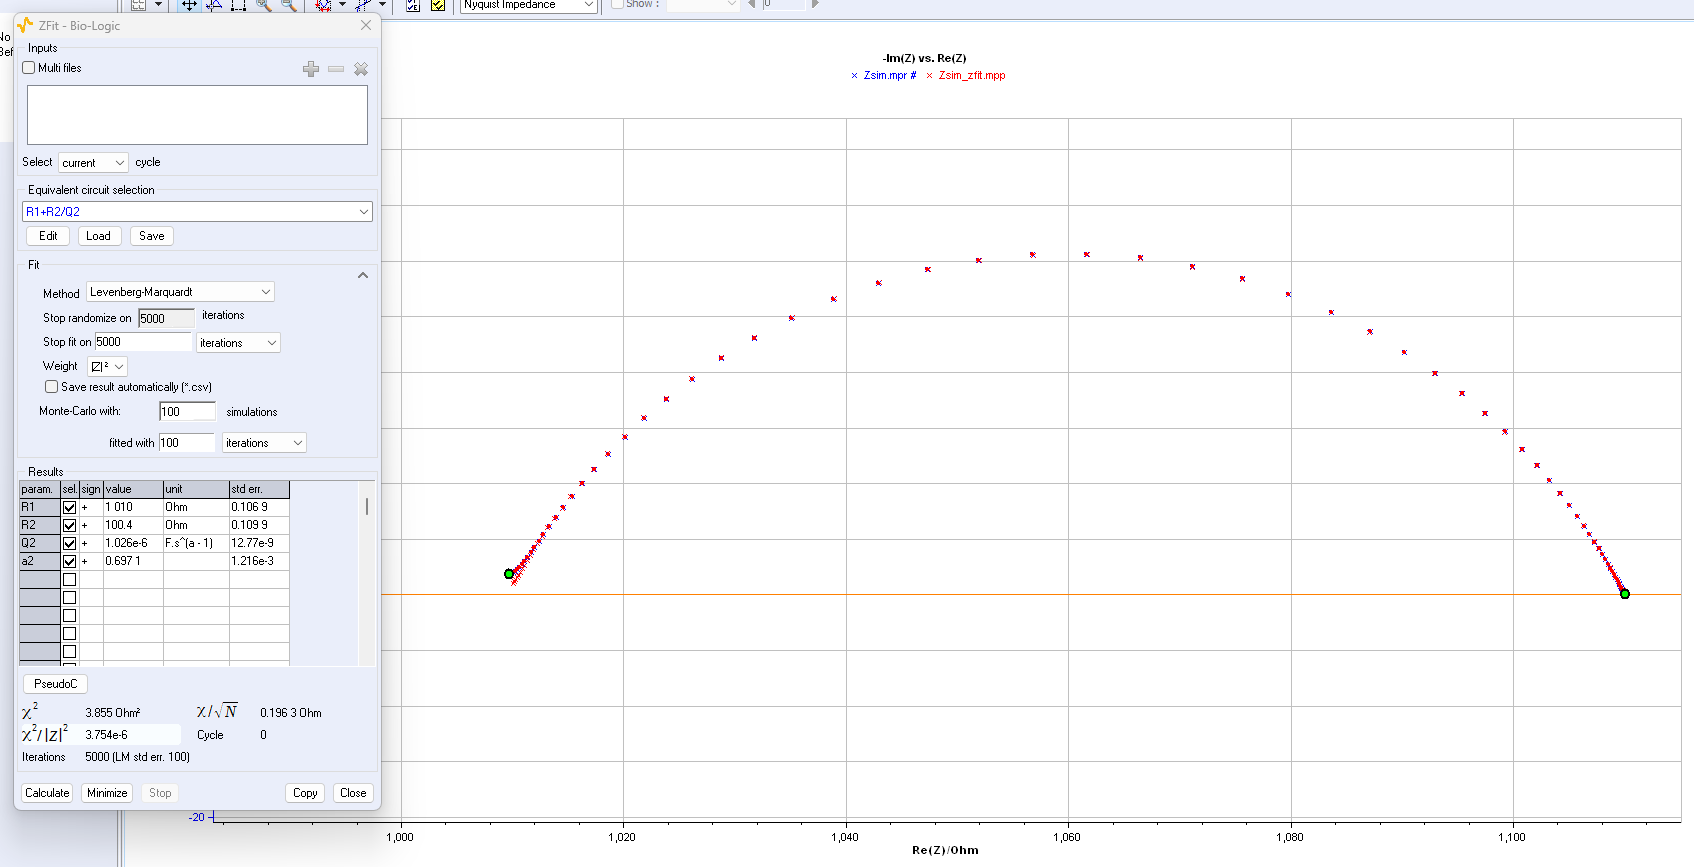 Nyquist Impedance
Show :
0
No
ZFit - Bio-Logic
Inputs
Multi files
Select current cycle
Equivalent circuit selection
R1+R2/Q2
Edit Load Save
Fit
Method Levenberg-Marquardt
Stop randomize on 5000 iterations
Stop fit on 5000 iterations
Weight |Z|²
Save result automatically (*.csv)
Monte-Carlo with: 100 simulations
fitted with 100 iterations
Results
param. sel. sign value unit std err.
R1 + 1 010 Ohm 0.106 9
R2 + 100.4 Ohm 0.109 9
Q2 + 1.026e-6 F.s^(a - 1) 12.77e-9
a2 + 0.697 1 1.216e-3
PseudoC
χ² 3.855 Ohm² χ/√N 0.196 3 Ohm
χ²/|Z|² 3.754e-6 Cycle 0
Iterations 5000 (LM std err. 100)
Calculate Minimize Stop Copy Close
-Im(Z) vs. Re(Z)
Zsim.mpr # Zsim_zfit.mpp
-20
1,000 1,020 1,040 1,060 1,080 1,100
Re(Z)/Ohm